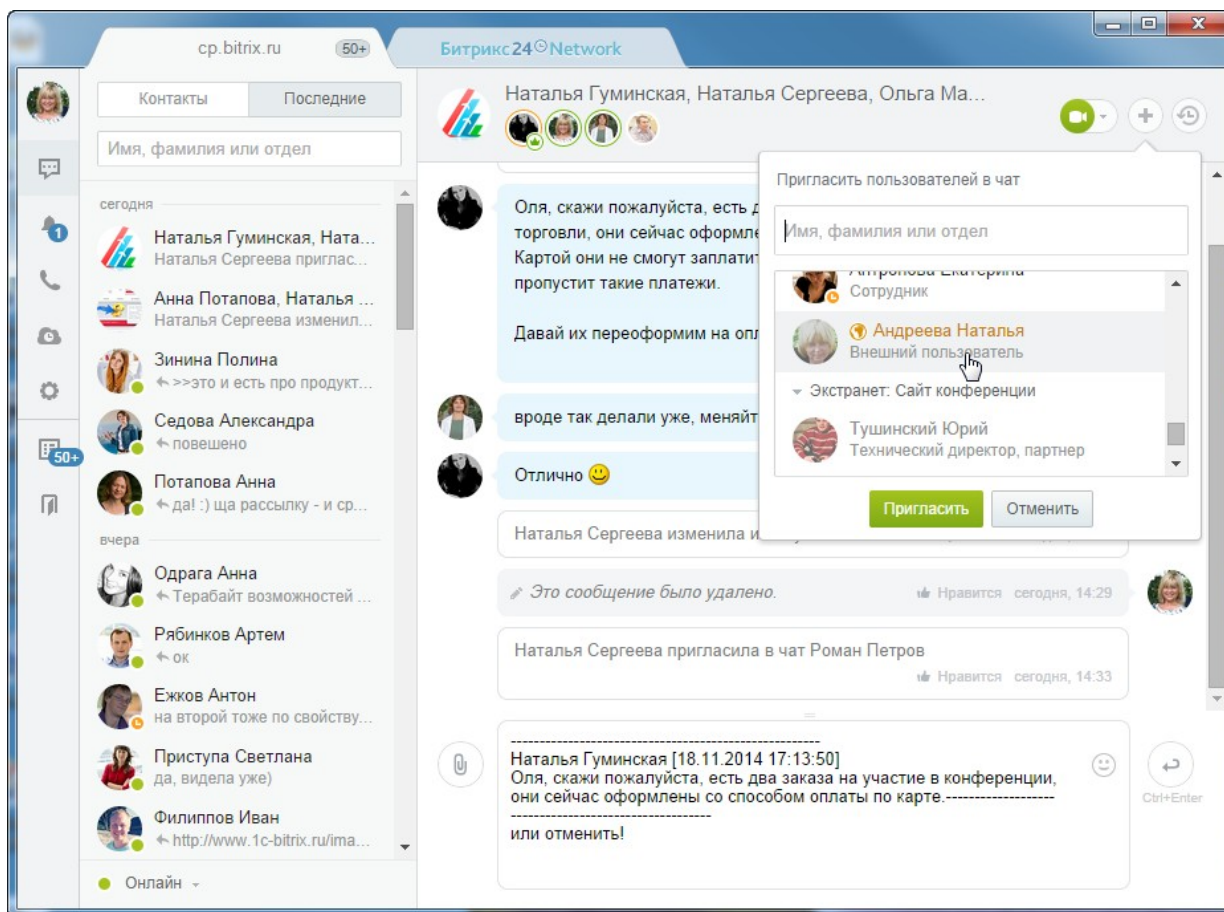 cp.bitrix.ru
50+
Битрикс24 Network
Контакты
Последние
Имя, фамилия или отдел
сегодня
Наталья Гуминская, Ната...
Наталья Сергеева приглас...
Анна Потапова, Наталья ...
Наталья Сергеева изменил...
Зинина Полина
>>это и есть про продукт...
Седова Александра
повешено
Потапова Анна
да! :) ща рассылку - и ср...
вчера
Одрага Анна
Терабайт возможностей ...
Рябинков Артем
ок
Ежков Антон
на второй тоже по свойству...
Приступа Светлана
да, видела уже)
Филиппов Иван
http://www.1c-bitrix.ru/ima...
Онлайн
1
50+
Наталья Гуминская, Наталья Сергеева, Ольга Ма...
Оля, скажи пожалуйста, есть д
торговли, они сейчас оформле
Картой они не смогут заплатит
пропустит такие платежи.
Давай их переоформим на опл
вроде так делали уже, меняйт
Отлично
Наталья Сергеева изменила и
Это сообщение было удалено.
Нравится сегодня, 14:29
Наталья Сергеева пригласила в чат Роман Петров
Нравится сегодня, 14:33
Пригласить пользователей в чат
Имя, фамилия или отдел
Антропова Екатерина
Сотрудник
Андреева Наталья
Внешний пользователь
Экстранет: Сайт конференции
Тушинский Юрий
Технический директор, партнер
Пригласить
Отменить
------------------------------------------------------
Наталья Гуминская [18.11.2014 17:13:50]
Оля, скажи пожалуйста, есть два заказа на участие в конференции,
они сейчас оформлены со способом оплаты по карте.-------------------
-----------------------------------
или отменить!
Ctrl+Enter